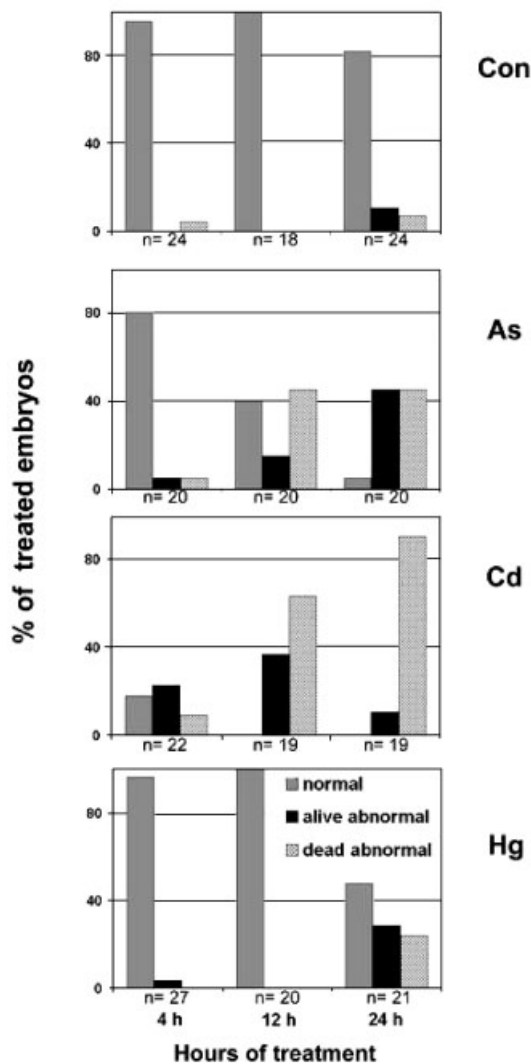 Con
80
40
0
n= 24
n= 18
n= 24
As
80
40
0
n= 20
n= 20
n= 20
% of treated embryos
Cd
80
40
0
n= 22
n= 19
n= 19
Hg
normal
alive abnormal
dead abnormal
80
40
0
n= 27
n= 20
n= 21
4 h
12 h
24 h
Hours of treatment